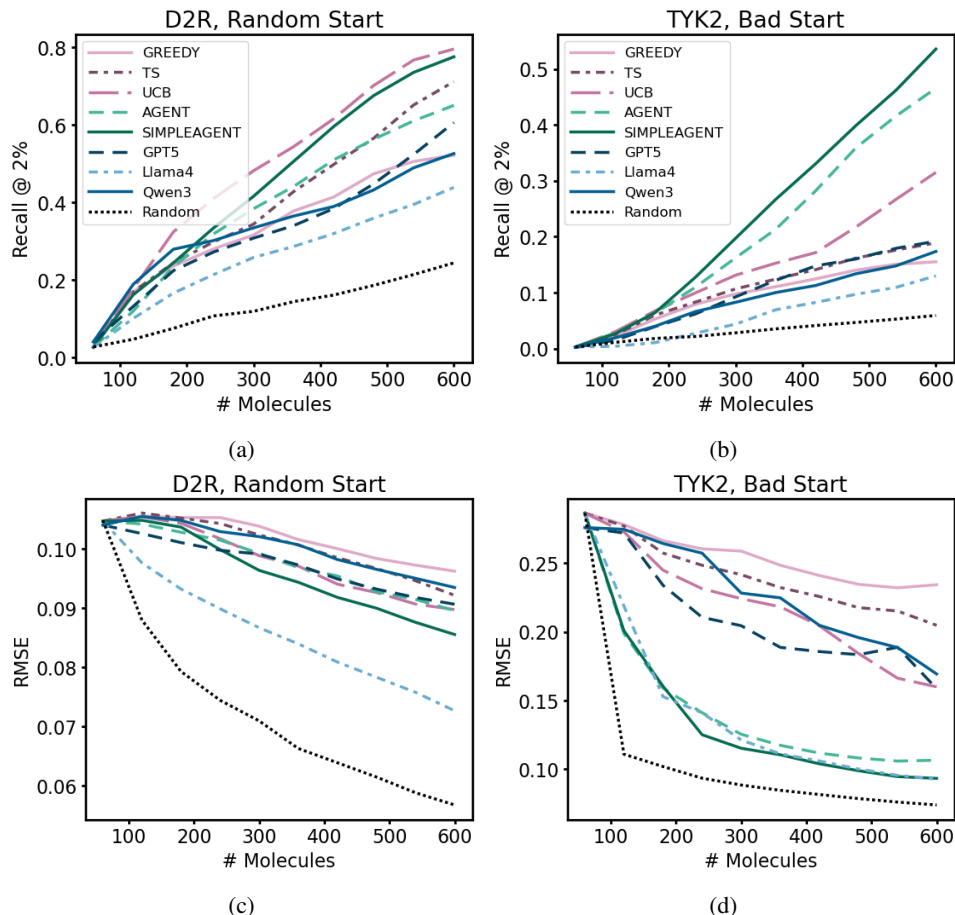 D2R, Random Start
0.8
0.6
0.4
0.2
0.0
Recall @ 2%
GREEDY
TS
UCB
AGENT
SIMPLEAGENT
GPT5
Llama4
Qwen3
Random
100 200 300 400 500 600
# Molecules
(a)
TYK2, Bad Start
0.5
0.4
0.3
0.2
0.1
0.0
Recall @ 2%
GREEDY
TS
UCB
AGENT
SIMPLEAGENT
GPT5
Llama4
Qwen3
Random
100 200 300 400 500 600
# Molecules
(b)
D2R, Random Start
0.10
0.09
0.08
0.07
0.06
RMSE
100 200 300 400 500 600
# Molecules
(c)
TYK2, Bad Start
0.25
0.20
0.15
0.10
RMSE
100 200 300 400 500 600
# Molecules
(d)